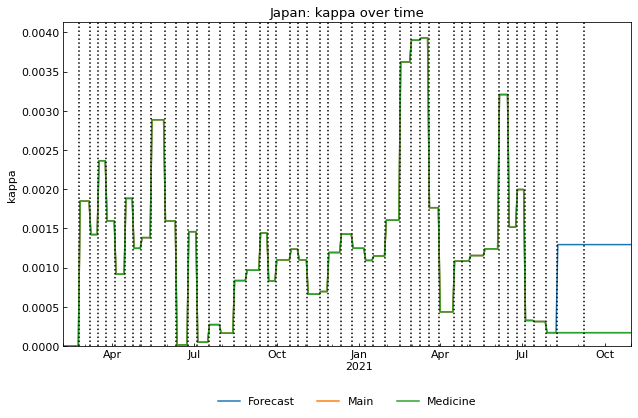 Japan: kappa over time
0.0040
0.0035
0.0030
0.0025
0.0020
0.0015
0.0010
0.0005
0.0000
kappa
Apr Jul Oct Jan Apr Jul Oct
2021
Forecast Main Medicine